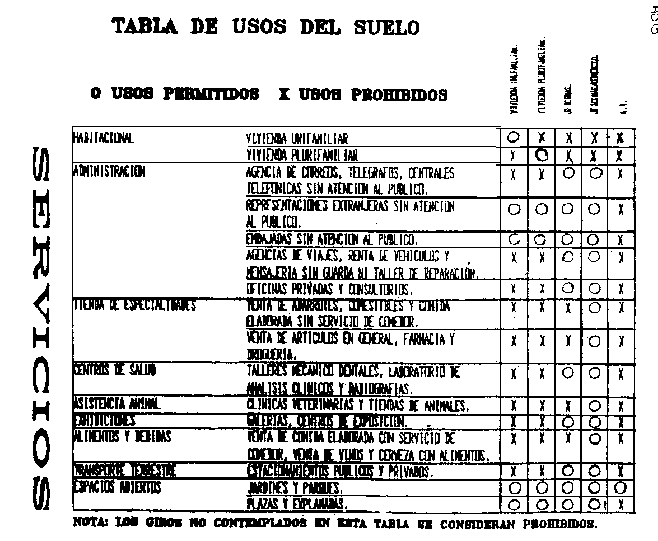 TABLA DE USOS DEL SUELO
O USOS PERMITIDOS X USOS PROHIBIDOS
VIVIENDA UNIFAMILIAR.
VIVIENDA PLURIFAMILIAR.
SERVICIOS
HABITACIONAL VIVIENDA UNIFAMILIAR O X X X X
VIVIENDA PLURIFAMILIAR X O X X X
ADMINISTRACION AGENCIA DE CORREOS, TELEGRAFOS, CENTRALES X X O O X
TELEFONICAS SIN ATENCION AL PUBLICO.
REPRESENTACIONES EXTRANJERAS SIN ATENCION O O O O X
AL PUBLICO.
EMBAJADAS SIN ATENCION AL PUBLICO. O O O O X
AGENCIAS DE VIAJES, RENTA DE VEHICULOS Y X X O O X
MENSAJERIA SIN GUARDA NI TALLER DE REPARACION.
OFICINAS PRIVADAS Y CONSULTORIOS. X X O O X
TIENDA DE ESPECIALIDADES VENTA DE ABARROTES, COMESTIBLES Y COMIDA X X X O X
ELABORADA SIN SERVICIO DE COMEDOR.
VENTA DE ARTICULOS EN GENERAL, FARMACIA Y X X X O X
DROGUERIA.
CENTROS DE SALUD TALLERES MECANICO DENTALES, LABORATORIO DE X X O O X
ANALISIS CLINICOS Y RADIOGRAFIAS.
ASISTENCIA ANIMAL CLINICAS VETERINARIAS Y TIENDAS DE ANIMALES. X X X O X
EXHIBICIONES GALERIAS, CENTROS DE EXPOSICION. X X O O X
ALIMENTOS Y BEBIDAS VENTA DE COMIDA ELABORADA CON SERVICIO DE X X X O X
COMEDOR, VENTA DE VINOS Y CERVEZA CON ALIMENTOS.
TRANSPORTE TERRESTRE ESTACIONAMIENTOS PUBLICOS Y PRIVADOS. X X O O X
ESPACIOS ABIERTOS JARDINES Y PARQUES. O O O O O
PLAZAS Y EXPLANADAS. O O O O X
NOTA: LOS GIROS NO CONTEMPLADOS EN ESTA TABLA SE CONSIDERAN PROHIBIDOS.